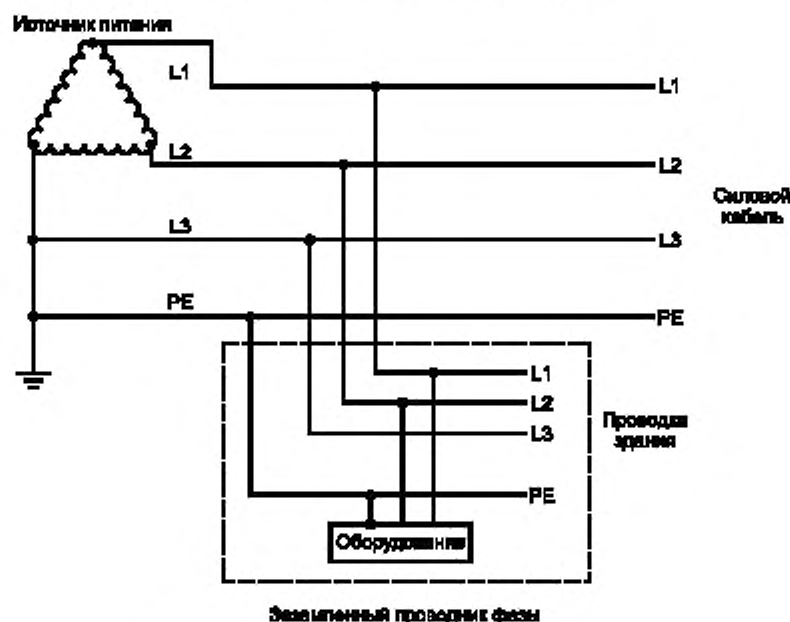 Источник питания
L1
L1
L2
L2
Силовой
кабель
L3
L3
PE
PE
L1
L2
Проводка
здания
L3
PE
Оборудование
Заземленный проводник фазы